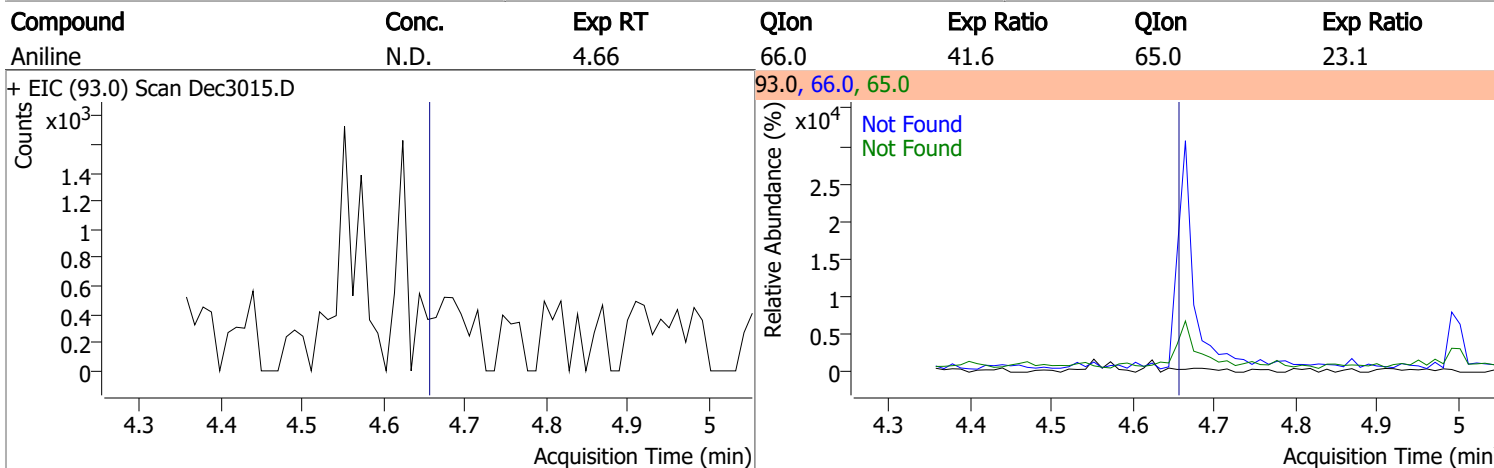 Compound Conc. Exp RT QIon Exp Ratio QIon Exp Ratio
Aniline N.D. 4.66 66.0 41.6 65.0 23.1
+ EIC (93.0) Scan Dec3015.D
Counts
x10³
1.4
1.2
1
0.8
0.6
0.4
0.2
0
4.3 4.4 4.5 4.6 4.7 4.8 4.9 5
Acquisition Time (min)
93.0, 66.0, 65.0
Relative Abundance (%)
x10⁴
Not Found
Not Found
2.5
2
1.5
1
0.5
0
4.3 4.4 4.5 4.6 4.7 4.8 4.9 5
Acquisition Time (min